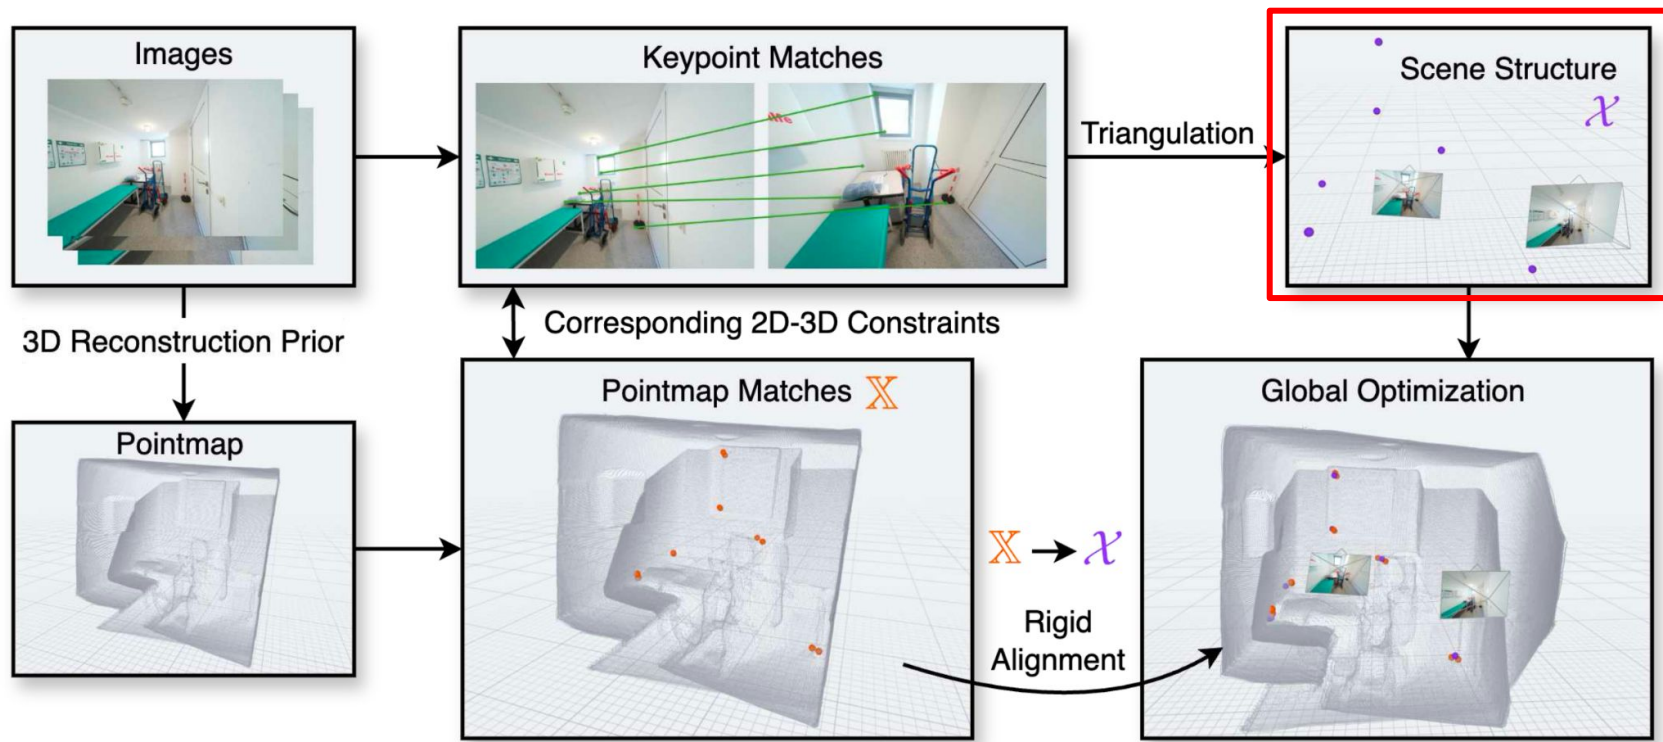 Images
Keypoint Matches
Triangulation
Scene Structure
𝒳
3D Reconstruction Prior
Corresponding 2D-3D Constraints
Pointmap
Pointmap Matches 𝕏
𝕏 → 𝒳
Rigid
Alignment
Global Optimization